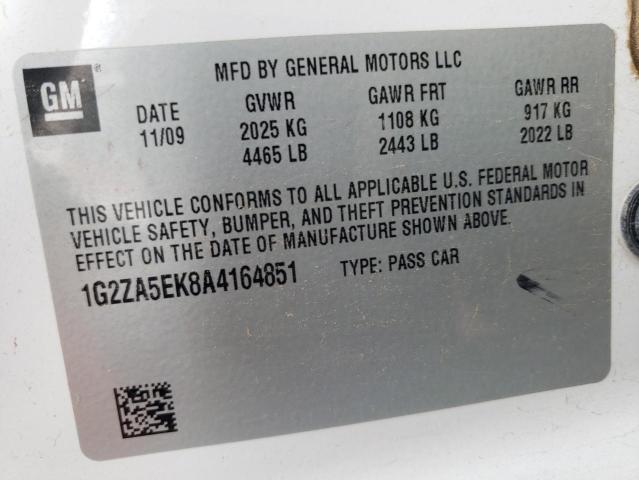 GM ®
MFD BY GENERAL MOTORS LLC
DATE GVWR GAWR FRT GAWR RR
11/09 2025 KG 1108 KG 917 KG
4465 LB 2443 LB 2022 LB
THIS VEHICLE CONFORMS TO ALL APPLICABLE U.S. FEDERAL MOTOR
VEHICLE SAFETY, BUMPER, AND THEFT PREVENTION STANDARDS IN
EFFECT ON THE DATE OF MANUFACTURE SHOWN ABOVE.
1G2ZA5EK8A4164851 TYPE: PASS CAR